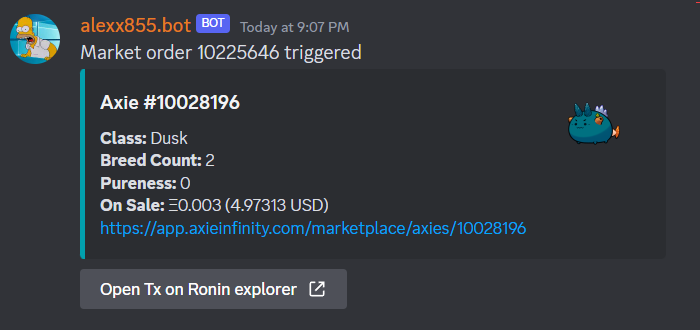 alexx855.bot BOT Today at 9:07 PM
Market order 10225646 triggered
Axie #10028196
Class: Dusk
Breed Count: 2
Pureness: 0
On Sale: Ξ0.003 (4.97313 USD)
https://app.axieinfinity.com/marketplace/axies/10028196
Open Tx on Ronin explorer